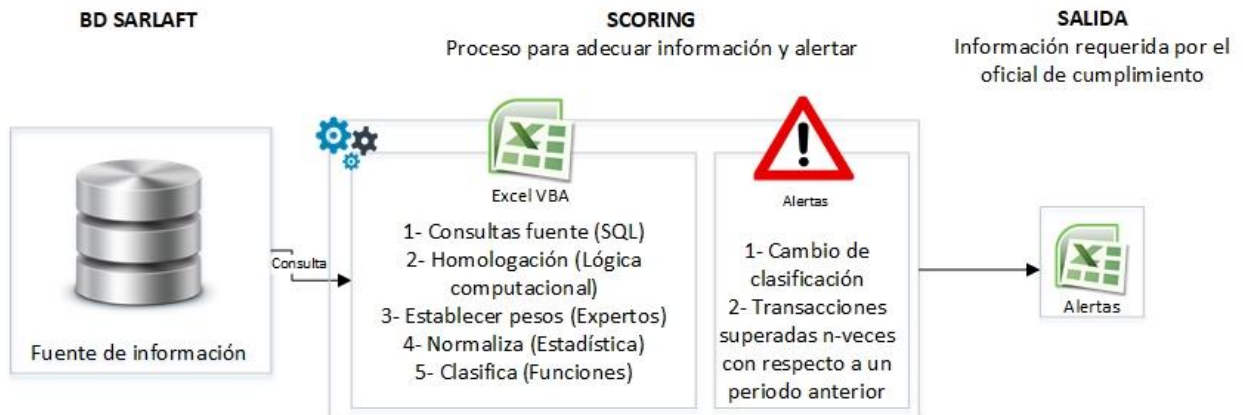 BD SARLAFT
Fuente de información
Consulta
SCORING
Proceso para adecuar información y alertar
Excel VBA
1- Consultas fuente (SQL)
2- Homologación (Lógica
computacional)
3- Establecer pesos (Expertos)
4- Normaliza (Estadística)
5- Clasifica (Funciones)
Alertas
1- Cambio de
clasificación
2- Transacciones
superadas n-veces
con respecto a un
periodo anterior
SALIDA
Información requerida por el
oficial de cumplimiento
Alertas